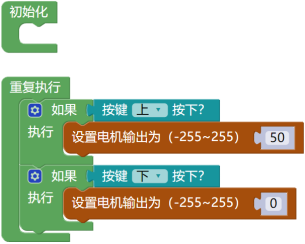 初始化
重复执行
如果 按键 上 按下?
执行 设置电机输出为（-255~255） 50
如果 按键 下 按下?
执行 设置电机输出为（-255~255） 0